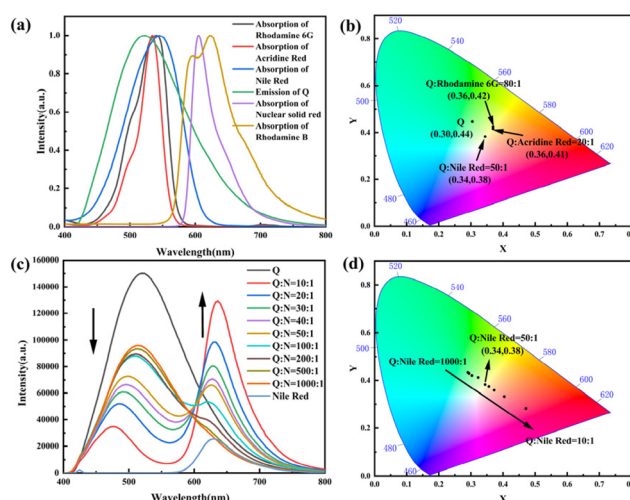 (a)
Absorption of
Rhodamine 6G
Absorption of
Acridine Red
Absorption of
Nile Red
Emission of Q
Absorption of
Nuclear solid red
Absorption of
Rhodamine B
Intensity(a.u.)
1.0
0.8
0.6
0.4
0.2
0.0
400 500 600 700 800
Wavelength(nm)
(b)
520
540
560
580
600
620
500
480
460
Q:Rhodamine 6G=80:1
(0.36,0.42)
Q
(0.30,0.44)
Q:Acridine Red=20:1
(0.36,0.41)
Q:Nile Red=50:1
(0.34,0.38)
Y
0.8
0.6
0.4
0.2
0.0
0.0 0.1 0.2 0.3 0.4 0.5 0.6 0.7
X
(c)
Q
Q:N=10:1
Q:N=20:1
Q:N=30:1
Q:N=40:1
Q:N=50:1
Q:N=100:1
Q:N=200:1
Q:N=500:1
Q:N=1000:1
Nile Red
Intensity(a.u.)
160000
140000
120000
100000
80000
60000
40000
20000
0
400 500 600 700 800
Wavelength(nm)
(d)
520
540
560
580
600
620
500
480
460
Q:Nile Red=50:1
(0.34,0.38)
Q:Nile Red=1000:1
Q:Nile Red=10:1
Y
0.8
0.6
0.4
0.2
0.0
0.0 0.1 0.2 0.3 0.4 0.5 0.6 0.7
X